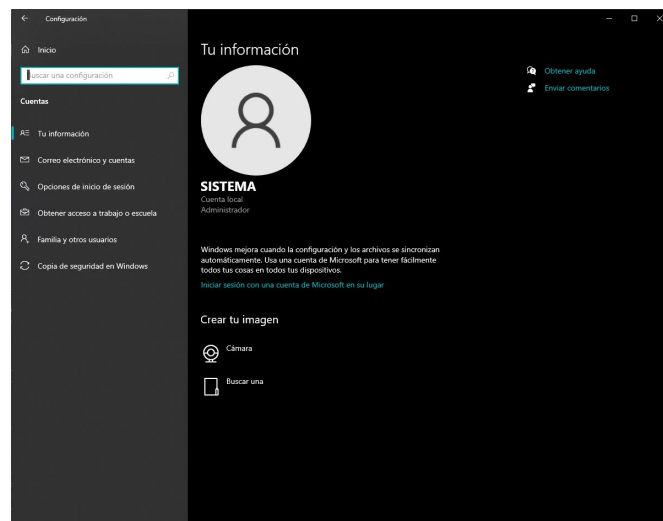 Configuración
Inicio
uscar una configuración
Cuentas
Tu información
Correo electrónico y cuentas
Opciones de inicio de sesión
Obtener acceso a trabajo o escuela
Familia y otros usuarios
Copia de seguridad en Windows
Tu información
SISTEMA
Cuenta local
Administrador
Windows mejora cuando la configuración y los archivos se sincronizan
automáticamente. Usa una cuenta de Microsoft para tener fácilmente
todos tus cosas en todos tus dispositivos.
Iniciar sesión con una cuenta de Microsoft en su lugar
Crear tu imagen
Cámara
Buscar una
Obtener ayuda
Enviar comentarios